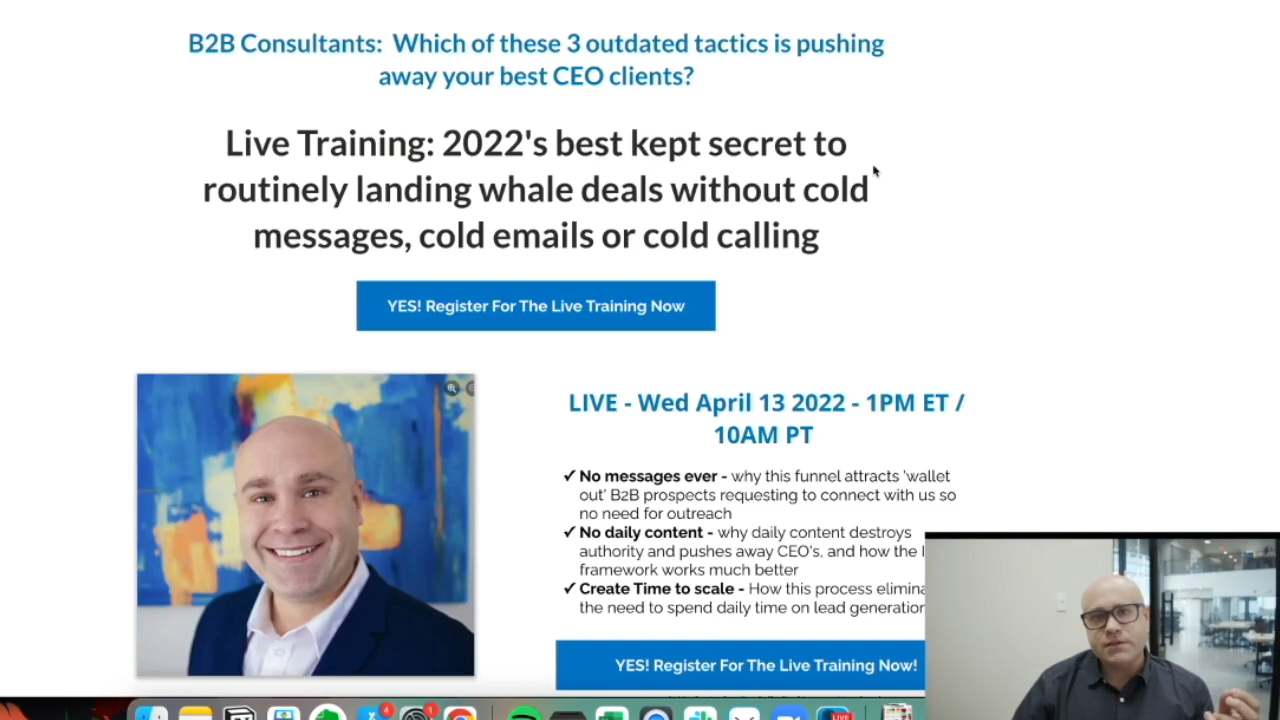 B2B Consultants: Which of these 3 outdated tactics is pushing
away your best CEO clients?
Live Training: 2022's best kept secret to
routinely landing whale deals without cold
messages, cold emails or cold calling
YES! Register For The Live Training Now
LIVE - Wed April 13 2022 - 1PM ET /
10AM PT
✓ No messages ever - why this funnel attracts 'wallet
out' B2B prospects requesting to connect with us so
no need for outreach
✓ No daily content - why daily content destroys
authority and pushes away CEO's, and how the
framework works much better
✓ Create Time to scale - How this process
the need to spend daily time on lead generation
YES! Register For The Live Training Now!
4
1
LIVE